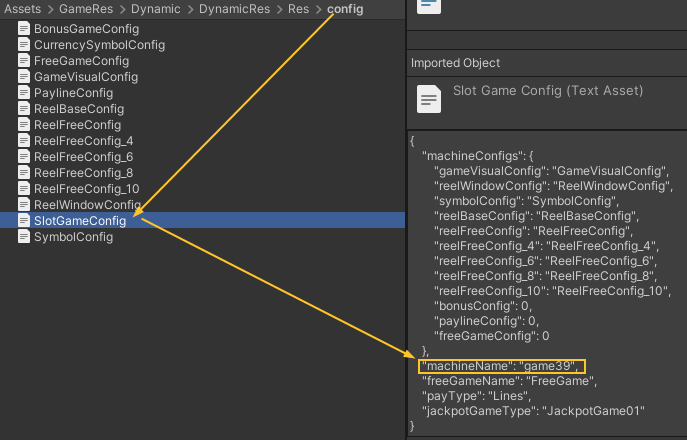 Assets > GameRes > Dynamic > DynamicRes > Res > config
BonusGameConfig
CurrencySymbolConfig
FreeGameConfig
GameVisualConfig
PaylineConfig
ReelBaseConfig
ReelFreeConfig
ReelFreeConfig_4
ReelFreeConfig_6
ReelFreeConfig_8
ReelFreeConfig_10
ReelWindowConfig
SlotGameConfig
SymbolConfig
Imported Object
Slot Game Config (Text Asset)
{
"machineConfigs": {
"gameVisualConfig": "GameVisualConfig",
"reelWindowConfig": "ReelWindowConfig",
"symbolConfig": "SymbolConfig",
"reelBaseConfig": "ReelBaseConfig",
"reelFreeConfig": "ReelFreeConfig",
"reelFreeConfig_4": "ReelFreeConfig_4",
"reelFreeConfig_6": "ReelFreeConfig_6",
"reelFreeConfig_8": "ReelFreeConfig_8",
"reelFreeConfig_10": "ReelFreeConfig_10",
"bonusConfig": 0,
"paylineConfig": 0,
"freeGameConfig": 0
},
"machineName": "game39",
"freeGameName": "FreeGame",
"payType": "Lines",
"jackpotGameType": "JackpotGame01"
}